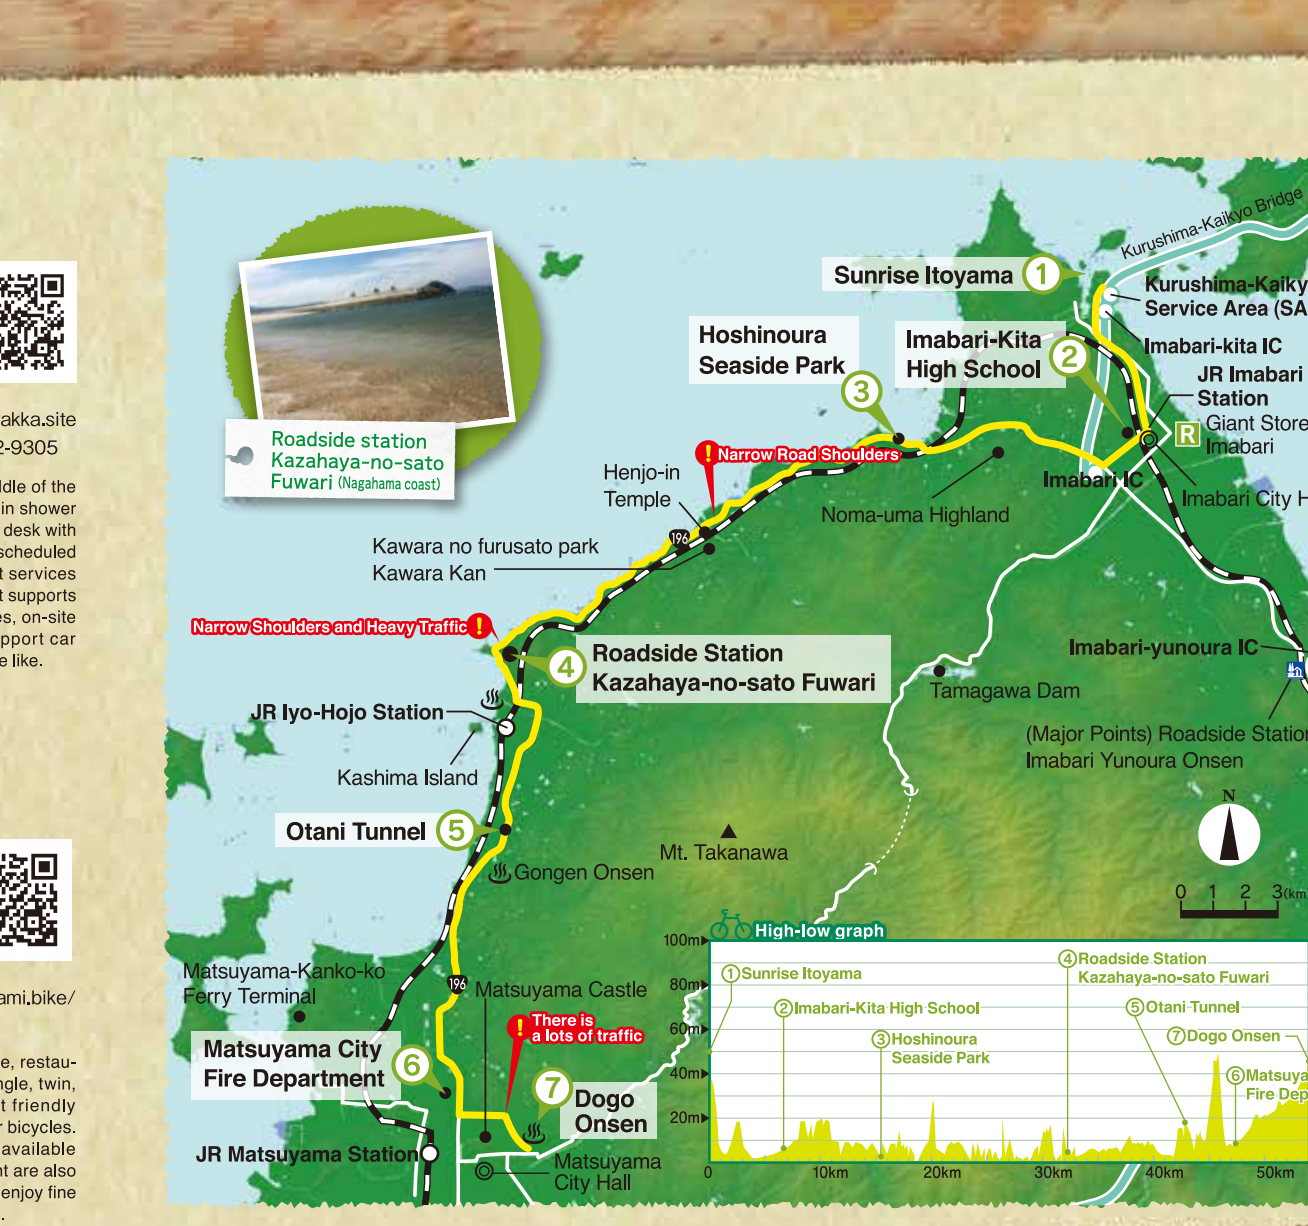 akka.site
2-9305
ddle of the
in shower
desk with
scheduled
t services
t supports
es, on-site
pport car
e like.
ami.bike/
e, restau-
ngle, twin,
t friendly
r bicycles.
available
nt are also
enjoy fine
Roadside station
Kazahaya-no-sato
Fuwari (Nagahama coast)
Kurushima-Kaikyo Bridge
Sunrise Itoyama 1
Kurushima-Kaiky
Service Area (SA
Hoshinoura
Seaside Park 3
Imabari-Kita
High School 2
Imabari-kita IC
JR Imabari
Station
R Giant Store
Imabari
! Narrow Road Shoulders
Henjo-in
Temple
Imabari IC
Imabari City H
Noma-uma Highland
196
Kawara no furusato park
Kawara Kan
Narrow Shoulders and Heavy Traffic !
4 Roadside Station
Kazahaya-no-sato Fuwari
Imabari-yunoura IC
Tamagawa Dam
JR Iyo-Hojo Station
(Major Points) Roadside Station
Imabari Yunoura Onsen
Kashima Island
N
Otani Tunnel 5
Mt. Takanawa
Gongen Onsen
0 1 2 3(km
Matsuyama-Kanko-ko
Ferry Terminal
196
Matsuyama Castle
! There is
a lots of traffic
Matsuyama City
Fire Department 6
7 Dogo
Onsen
JR Matsuyama Station
Matsuyama
City Hall
High-low graph
100m
80m
60m
40m
20m
1 Sunrise Itoyama
2 Imabari-Kita High School
3 Hoshinoura
Seaside Park
4 Roadside Station
Kazahaya-no-sato Fuwari
5 Otani Tunnel
7 Dogo Onsen
6 Matsuya
Fire Dep
0 10km 20km 30km 40km 50km